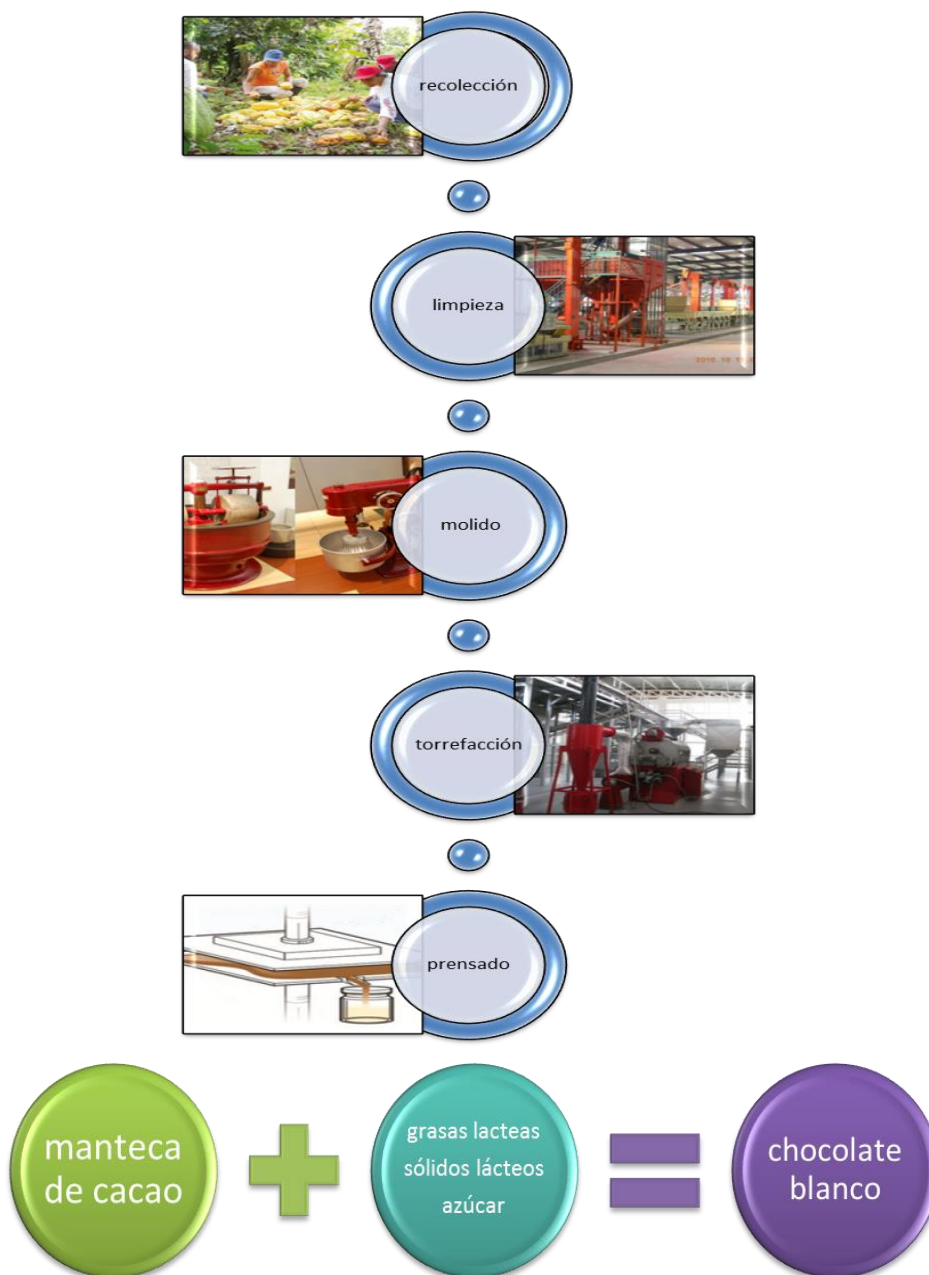 recolección
limpieza
molido
torrefacción
prensado
manteca
de cacao
grasas lacteas
sólidos lácteos
azúcar
chocolate
blanco